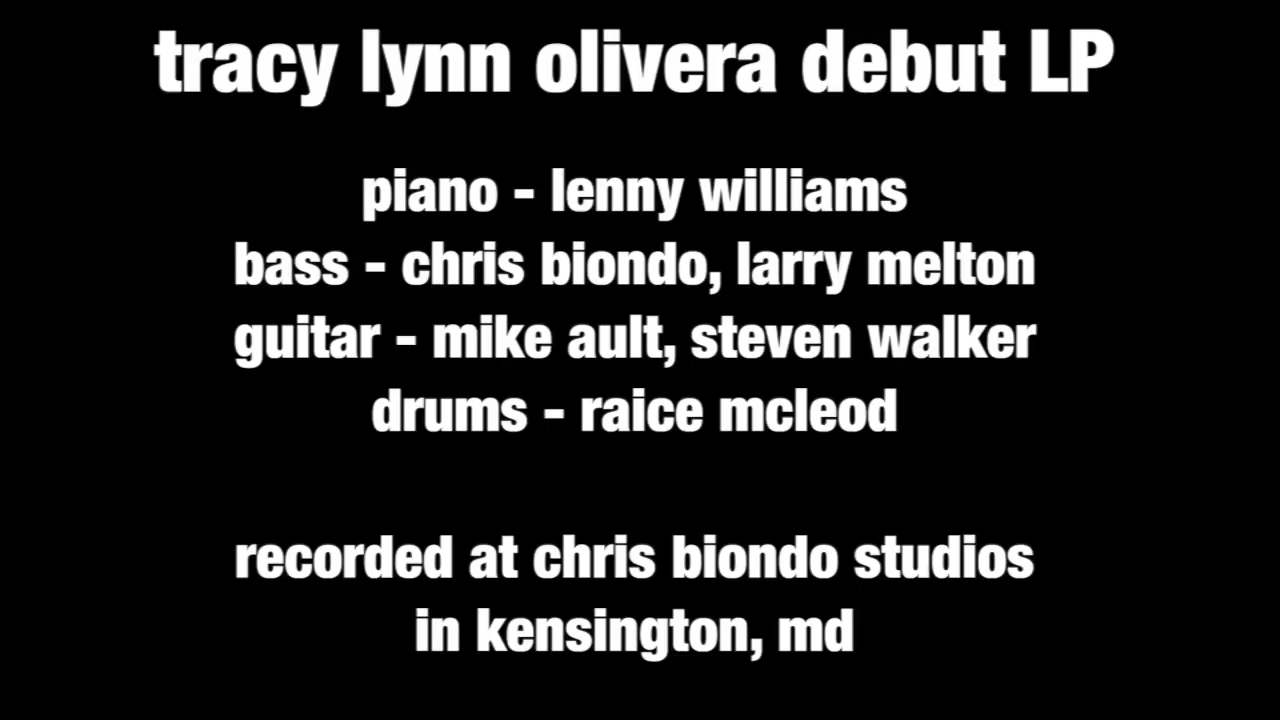 tracy lynn olivera debut LP
piano - lenny williams
bass - chris biondo, larry melton
guitar - mike ault, steven walker
drums - raice mcleod
recorded at chris biondo studios
in kensington, md